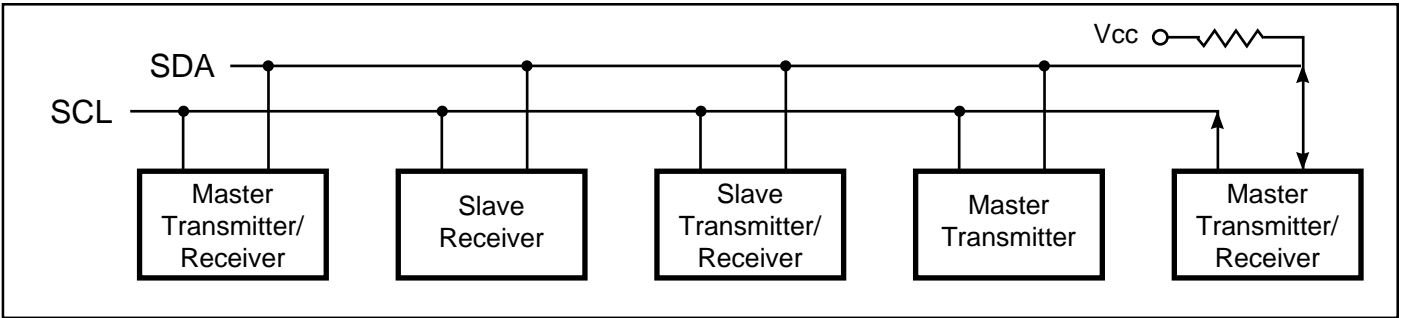 Vcc
SDA
SCL
Master
Transmitter/
Receiver
Slave
Receiver
Slave
Transmitter/
Receiver
Master
Transmitter
Master
Transmitter/
Receiver